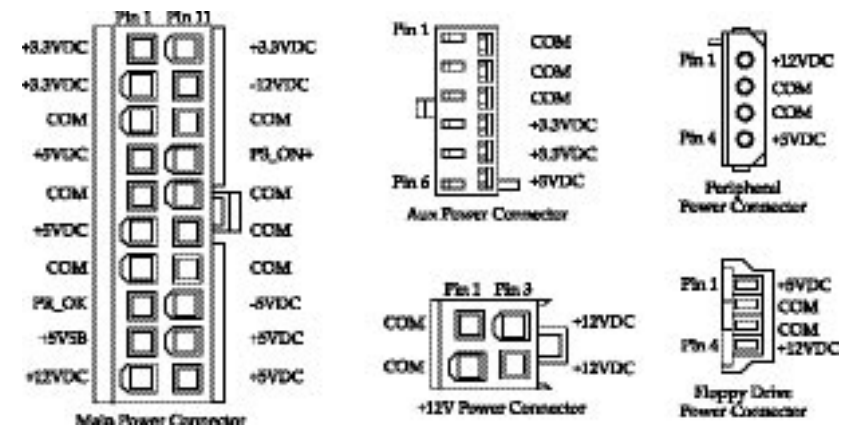 Pin 1 Pin 11
+3.3VDC +3.3VDC
+3.3VDC -12VDC
COM COM
+5VDC PS_ON+
COM COM
+5VDC COM
COM COM
PR_OK -5VDC
+5VSB +5VDC
+12VDC +5VDC
Main Power Connector
Pin 1
COM
COM
COM
+3.3VDC
+3.3VDC
Pin 6 +5VDC
Aux Power Connector
Pin 1 +12VDC
COM
COM
Pin 4 +5VDC
Peripheral
Power Connector
Pin 1 Pin 3
COM +12VDC
COM +12VDC
+12V Power Connector
Pin 1 +5VDC
COM
COM
Pin 4 +12VDC
Floppy Drive
Power Connector